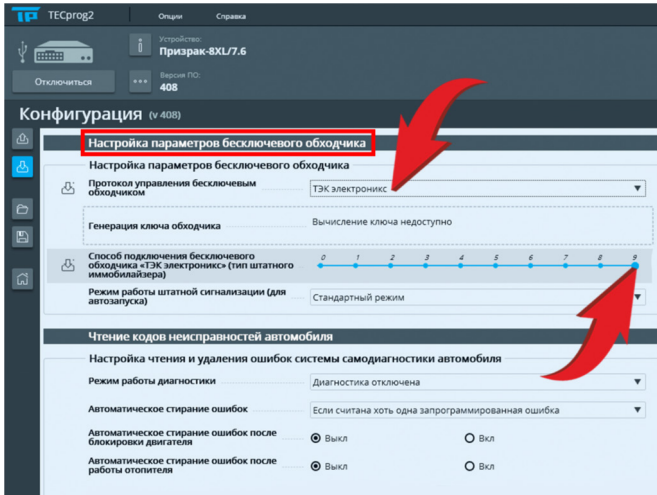 TECprog2 Опции Справка
Устройство:
Призрак-8XL/7.6
Отключиться
Версия ПО:
408
Конфигурация (v 408)
Настройка параметров бесключевого обходчика
Настройка параметров бесключевого обходчика
Протокол управления бесключевым
обходчиком
ТЭК электроникс
Генерация ключа обходчика
Вычисление ключа недоступно
Способ подключения бесключевого
обходчика «ТЭК электроникс» (тип штатного
иммобилайзера)
0 1 2 3 4 5 6 7 8 9
Режим работы штатной сигнализации (для
автозапуска)
Стандартный режим
Чтение кодов неисправностей автомобиля
Настройка чтения и удаления ошибок системы самодиагностики автомобиля
Режим работы диагностики
Диагностика отключена
Автоматическое стирание ошибок
Если считана хоть одна запрограммированная ошибка
Автоматическое стирание ошибок после
блокировки двигателя
Выкл Вкл
Автоматическое стирание ошибок после
работы отопителя
Выкл Вкл